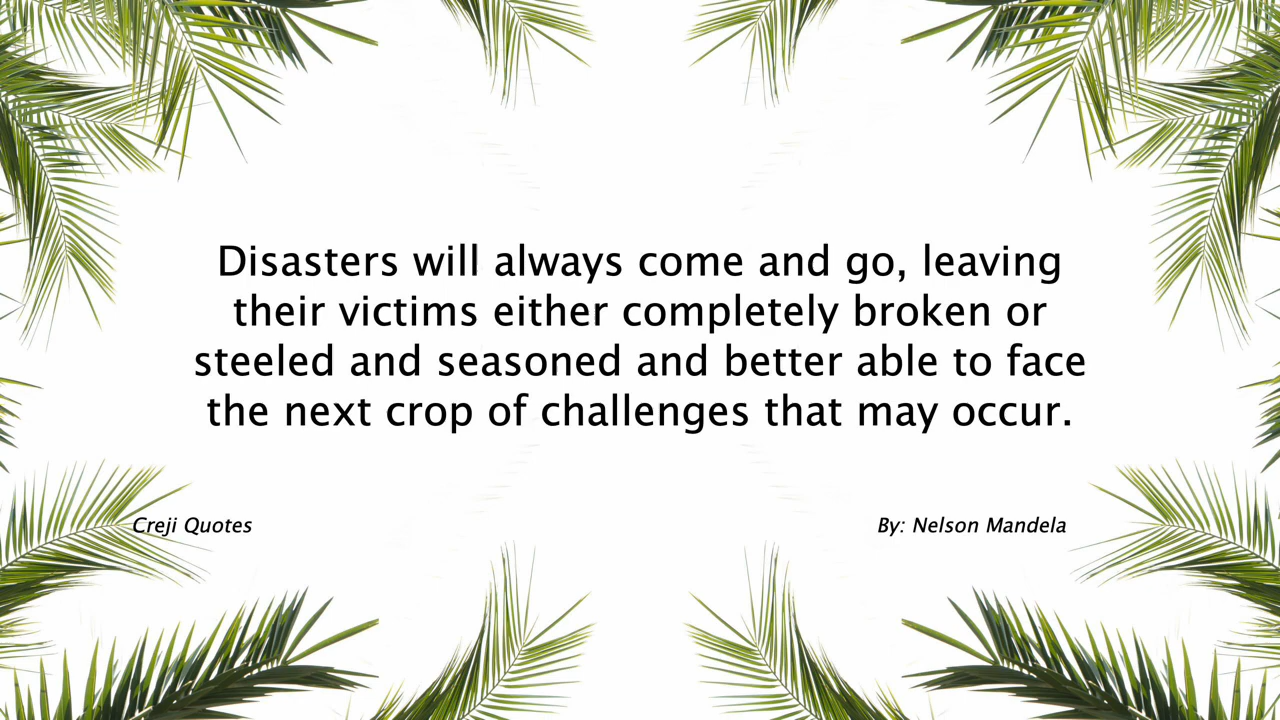 Disasters will always come and go, leaving
their victims either completely broken or
steeled and seasoned and better able to face
the next crop of challenges that may occur.
Creji Quotes
By: Nelson Mandela